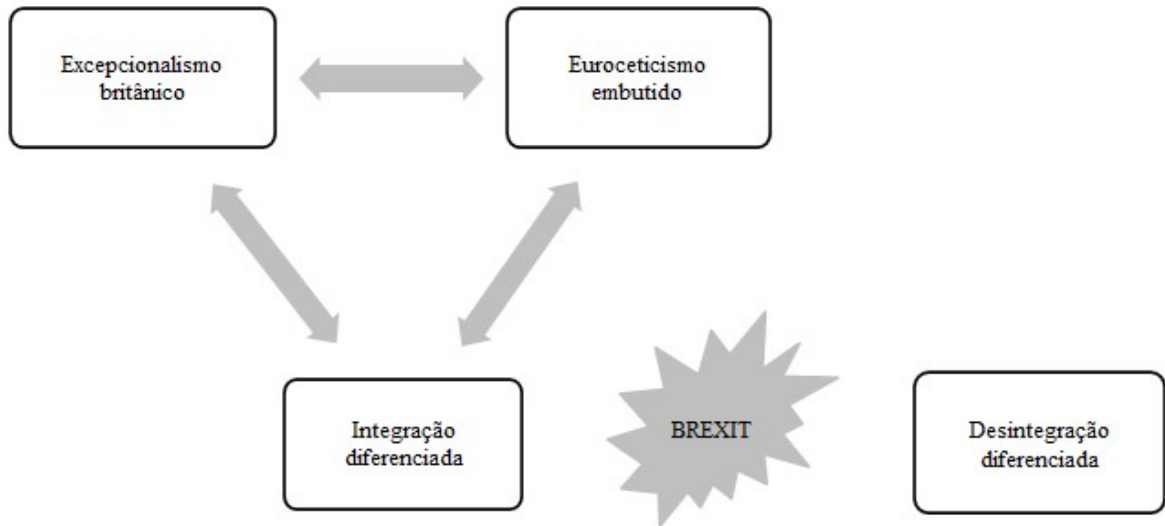 Excepcionalismo
britânico
Euroceticismo
embutido
Integração
diferenciada
BREXIT
Desintegração
diferenciada